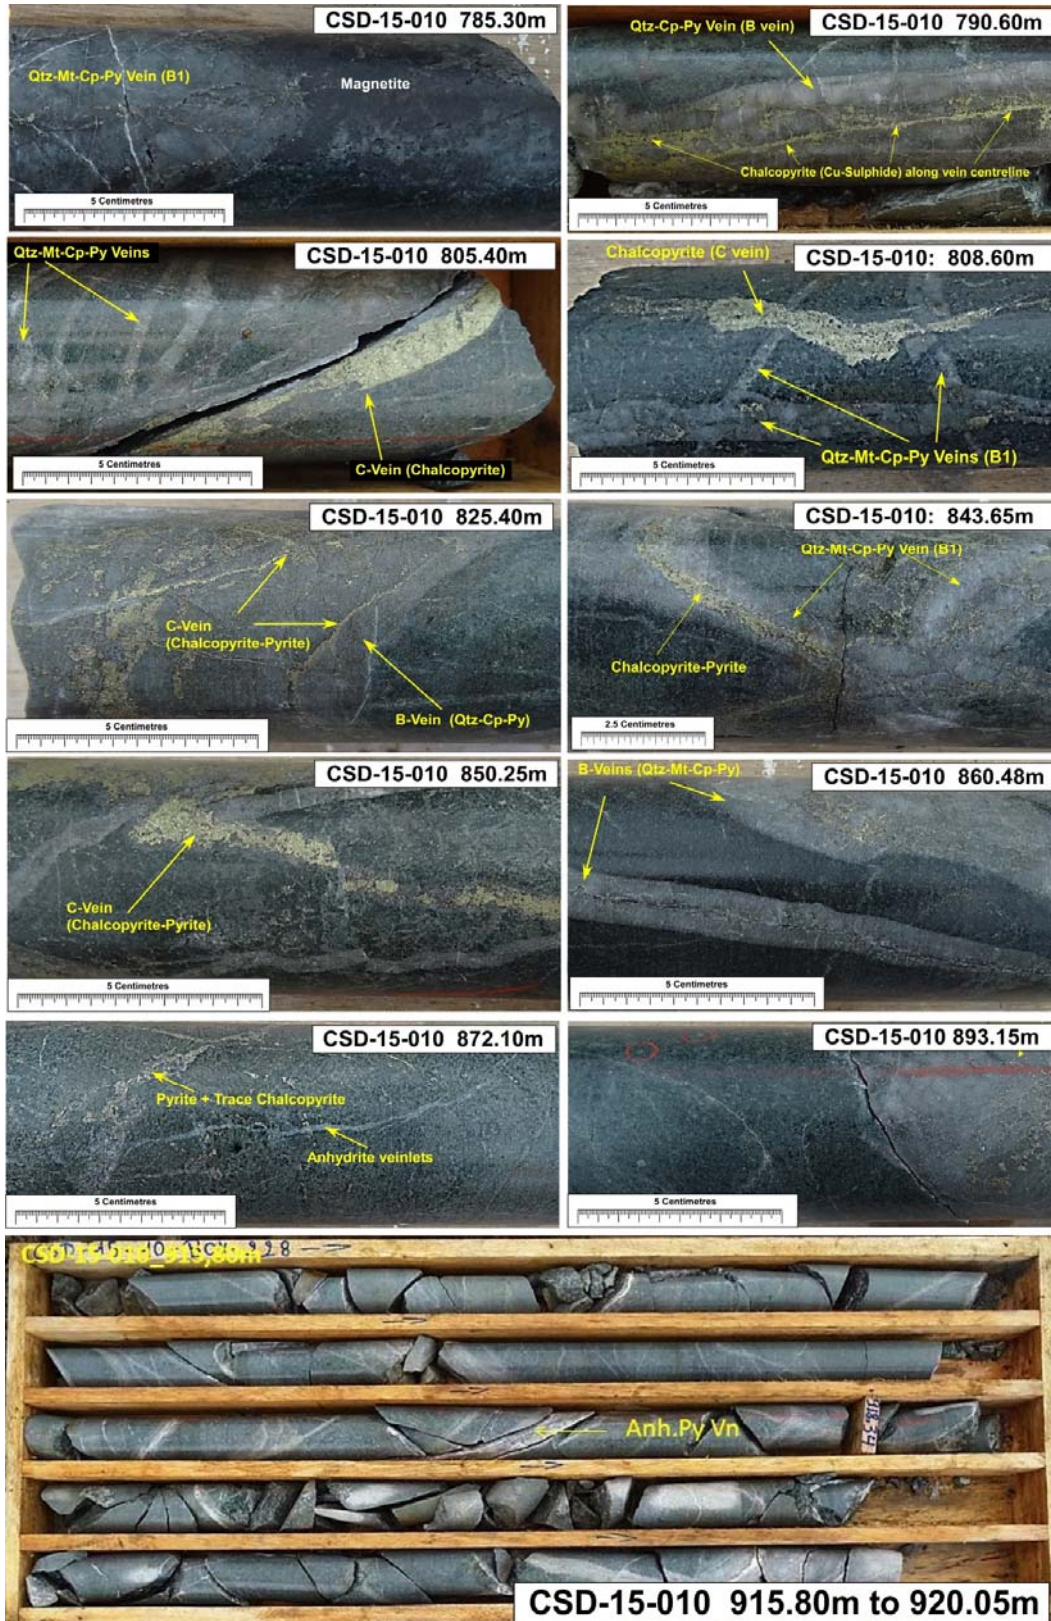 CSD-15-010 785.30m
Qtz-Mt-Cp-Py Vein (B1)
Magnetite
5 Centimetres
Qtz-Cp-Py Vein (B vein)
CSD-15-010 790.60m
Chalcopyrite (Cu-Sulphide) along vein centreline
5 Centimetres
Qtz-Mt-Cp-Py Veins
CSD-15-010 805.40m
5 Centimetres
C-Vein (Chalcopyrite)
Chalcopyrite (C vein)
CSD-15-010: 808.60m
5 Centimetres
Qtz-Mt-Cp-Py Veins (B1)
CSD-15-010 825.40m
C-Vein
(Chalcopyrite-Pyrite)
5 Centimetres
B-Vein (Qtz-Cp-Py)
CSD-15-010: 843.65m
Qtz-Mt-Cp-Py Vein (B1)
Chalcopyrite-Pyrite
2.5 Centimetres
CSD-15-010 850.25m
C-Vein
(Chalcopyrite-Pyrite)
5 Centimetres
B-Veins (Qtz-Mt-Cp-Py)
CSD-15-010 860.48m
5 Centimetres
CSD-15-010 872.10m
Pyrite + Trace Chalcopyrite
Anhydrite veinlets
5 Centimetres
CSD-15-010 893.15m
5 Centimetres
CSD-15-010_915,80m
Anh.Py Vn
CSD-15-010 915.80m to 920.05m